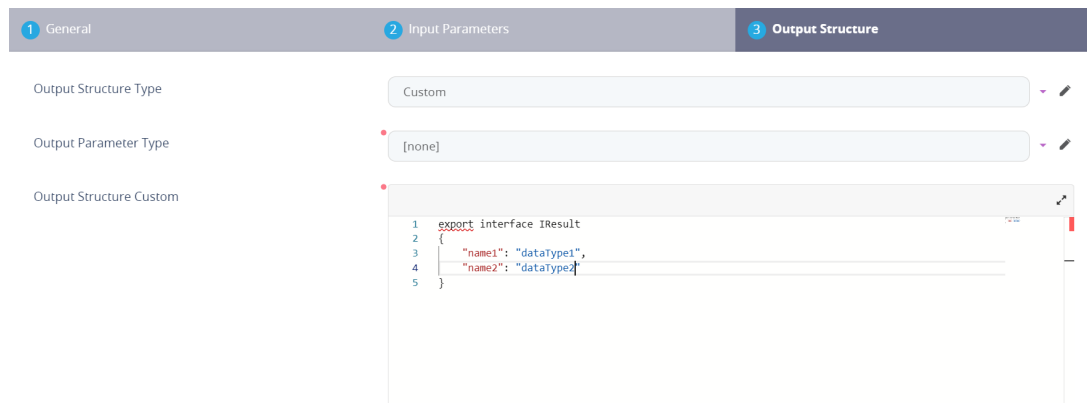 1 General
2 Input Parameters
3 Output Structure
Output Structure Type
Custom
Output Parameter Type
[none]
Output Structure Custom
1 export interface IResult
2 {
3 "name1": "dataType1",
4 "name2": "dataType2"
5 }